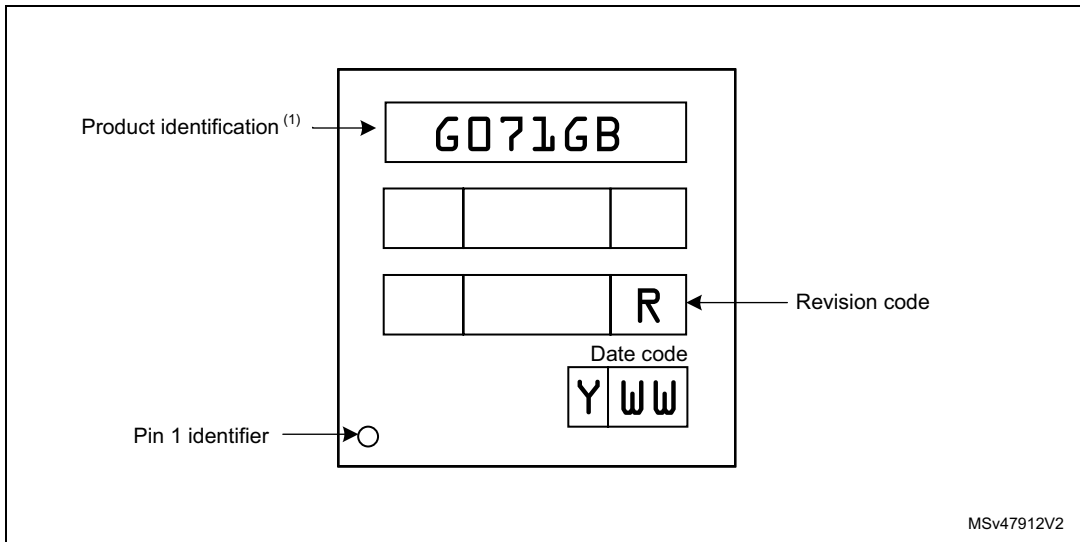 Product identification (1)
G071GB
R
Revision code
Date code
Y WW
Pin 1 identifier
MSv47912V2